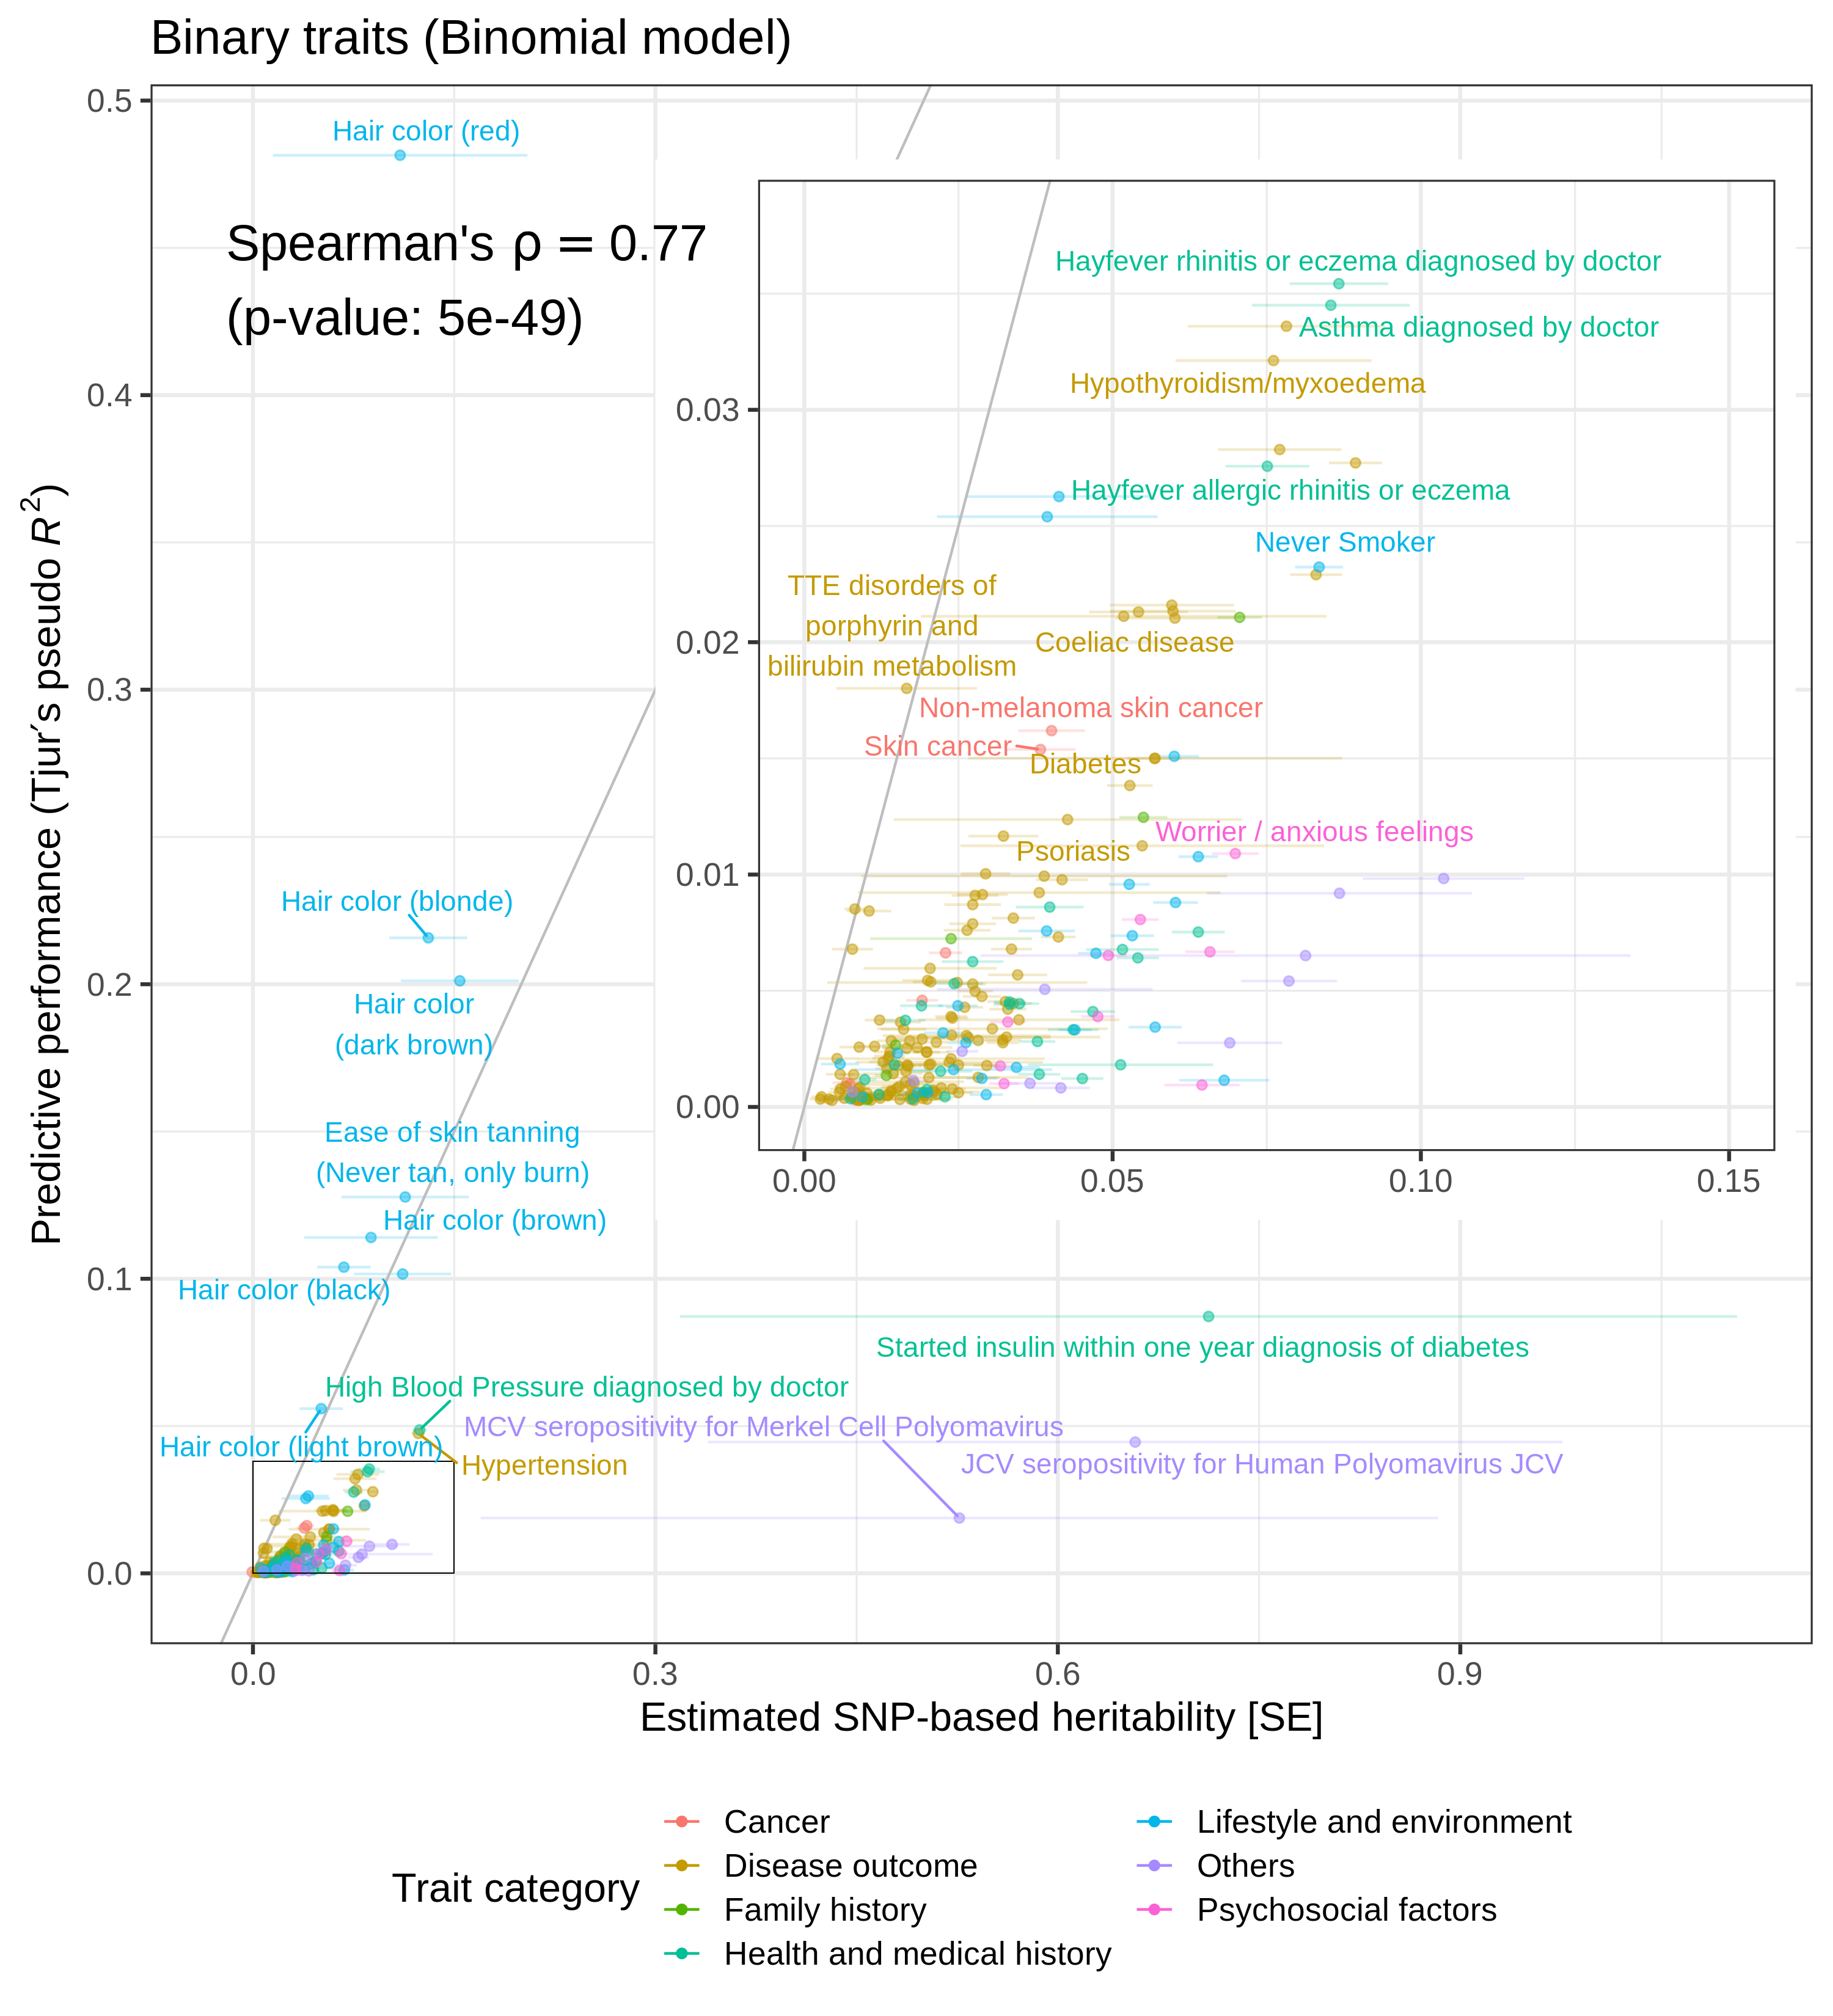 Binary traits (Binomial model)
0.5
0.4
0.3
0.2
0.1
0.0
Predictive performance (Tjur´s pseudo R²)
Hair color (red)
Spearman's ρ = 0.77
(p-value: 5e-49)
Hair color (blonde)
Hair color
(dark brown)
Ease of skin tanning
(Never tan, only burn)
Hair color (brown)
Hair color (black)
Started insulin within one year diagnosis of diabetes
High Blood Pressure diagnosed by doctor
MCV seropositivity for Merkel Cell Polyomavirus
Hair color (light brown)
Hypertension
JCV seropositivity for Human Polyomavirus JCV
0.03
0.02
0.01
0.00
Hayfever rhinitis or eczema diagnosed by doctor
Asthma diagnosed by doctor
Hypothyroidism/myxoedema
Hayfever allergic rhinitis or eczema
Never Smoker
TTE disorders of
porphyrin and
bilirubin metabolism
Coeliac disease
Non-melanoma skin cancer
Skin cancer
Diabetes
Worrier / anxious feelings
Psoriasis
0.00 0.05 0.10 0.15
0.0 0.3 0.6 0.9
Estimated SNP-based heritability [SE]
Trait category
Cancer
Disease outcome
Family history
Health and medical history
Lifestyle and environment
Others
Psychosocial factors